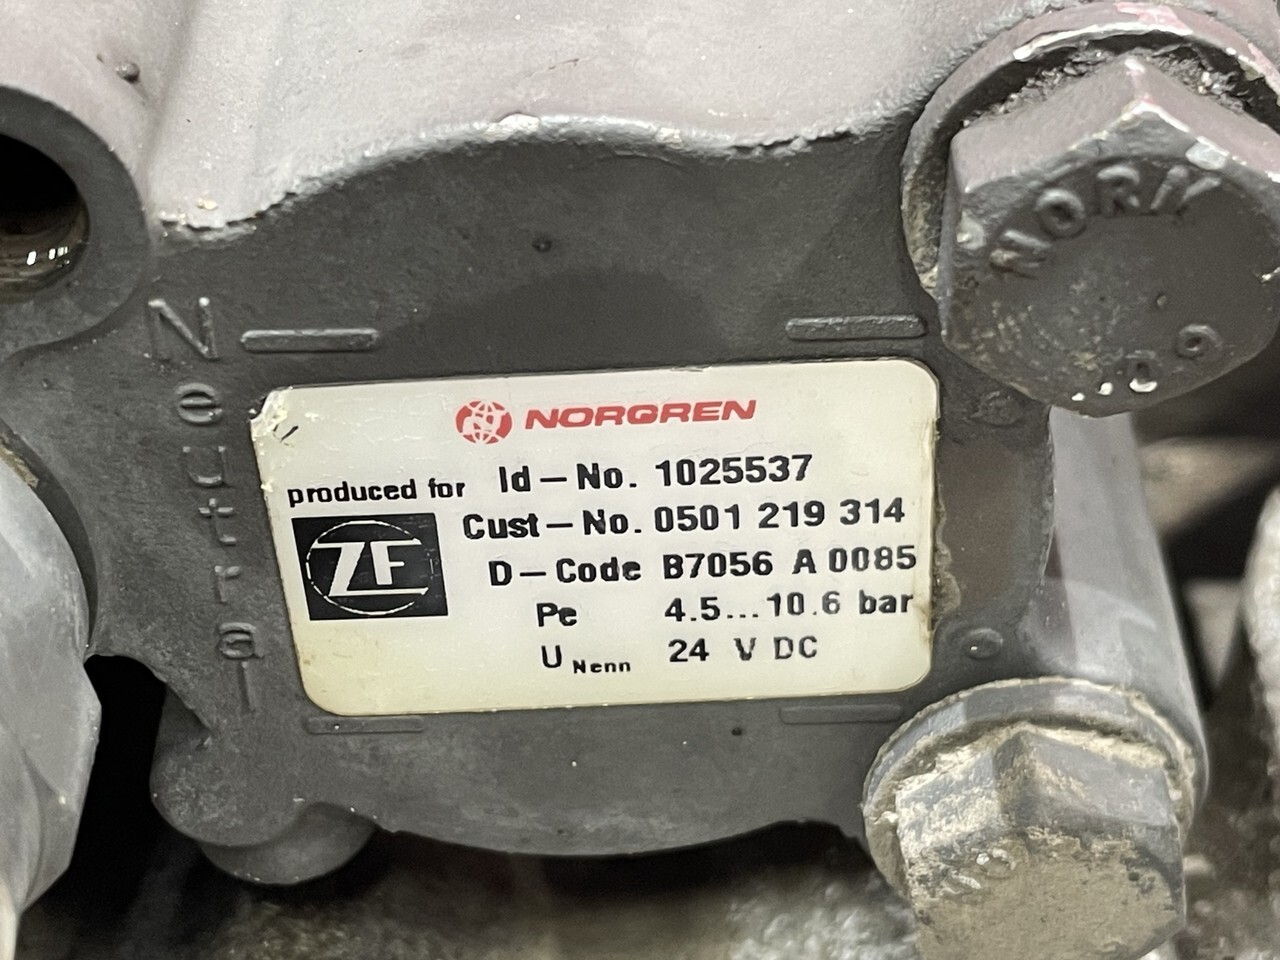 NORK
Neutral
NORGREN
Id-No. 1025537
produced for
ZF
Cust-No. 0501 219 314
D-Code B7056 A 0085
Pe 4.5...10.6 bar
U Nenn 24 V DC